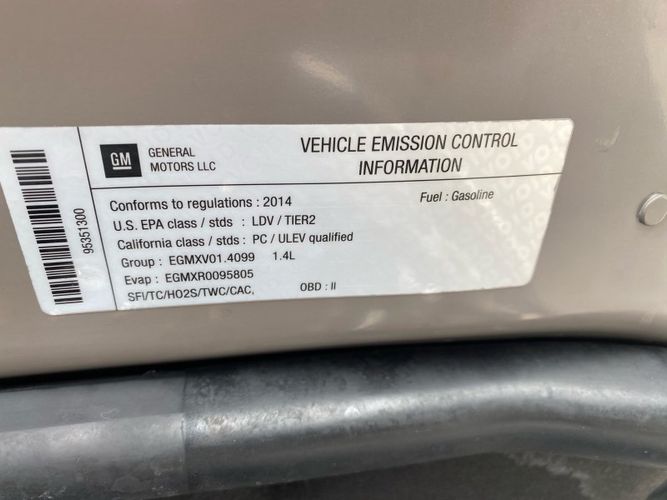 GM
GENERAL
MOTORS LLC
VEHICLE EMISSION CONTROL
INFORMATION
95351300
Conforms to regulations : 2014
Fuel : Gasoline
U.S. EPA class / stds : LDV / TIER2
California class / stds : PC / ULEV qualified
Group : EGMXV01.4099 1.4L
Evap : EGMXR0095805
SFI/TC/HO2S/TWC/CAC, OBD : II